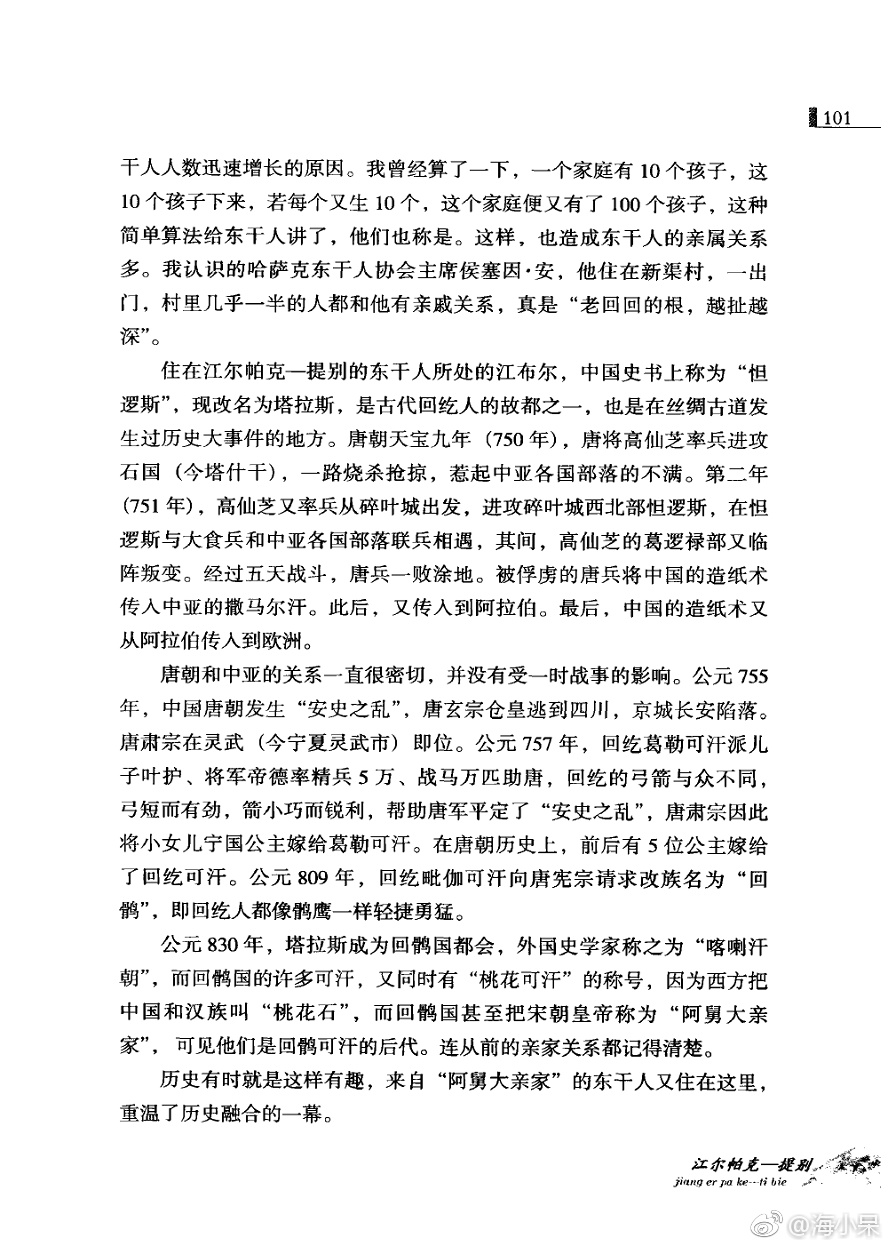 101
干人人数迅速增长的原因。我曾经算了一下，一个家庭有 10 个孩子，这
10 个孩子下来，若每个又生 10 个，这个家庭便又有了 100 个孩子，这种
简单算法给东干人讲了，他们也称是。这样，也造成东干人的亲属关系
多。我认识的哈萨克东干人协会主席侯塞因·安，他住在新渠村，一出
门，村里几乎一半的人都和他有亲戚关系，真是“老回回的根，越扯越
深”。
住在江尔帕克—提别的东干人所处的江布尔，中国史书上称为“怛
逻斯”，现改名为塔拉斯，是古代回纥人的故都之一，也是在丝绸古道发
生过历史大事件的地方。唐朝天宝九年（750 年），唐将高仙芝率兵进攻
石国（今塔什干），一路烧杀抢掠，惹起中亚各国部落的不满。第二年
（751 年），高仙芝又率兵从碎叶城出发，进攻碎叶城西北部怛逻斯，在怛
逻斯与大食兵和中亚各国部落联兵相遇，其间，高仙芝的葛逻禄部又临
阵叛变。经过五天战斗，唐兵一败涂地。被俘虏的唐兵将中国的造纸术
传入中亚的撒马尔汗。此后，又传入到阿拉伯。最后，中国的造纸术又
从阿拉伯传入到欧洲。
唐朝和中亚的关系一直很密切，并没有受一时战事的影响。公元 755
年，中国唐朝发生“安史之乱”，唐玄宗仓皇逃到四川，京城长安陷落。
唐肃宗在灵武（今宁夏灵武市）即位。公元 757 年，回纥葛勒可汗派儿
子叶护、将军帝德率精兵 5 万、战马万匹助唐，回纥的弓箭与众不同，
弓短而有劲，箭小巧而锐利，帮助唐军平定了“安史之乱”，唐肃宗因此
将小女儿宁国公主嫁给葛勒可汗。在唐朝历史上，前后有 5 位公主嫁给
了回纥可汗。公元 809 年，回纥毗伽可汗向唐宪宗请求改族名为“回
鹘”，即回纥人都像鹘鹰一样轻捷勇猛。
公元 830 年，塔拉斯成为回鹘国都会，外国史学家称之为“喀喇汗
朝”，而回鹘国的许多可汗，又同时有“桃花可汗”的称号，因为西方把
中国和汉族叫“桃花石”，而回鹘国甚至把宋朝皇帝称为“阿舅大亲
家”，可见他们是回鹘可汗的后代。连从前的亲家关系都记得清楚。
历史有时就是这样有趣，来自“阿舅大亲家”的东干人又住在这里，
重温了历史融合的一幕。
江尔帕克—提别
jiang er pa ke—ti bie
@海小呆